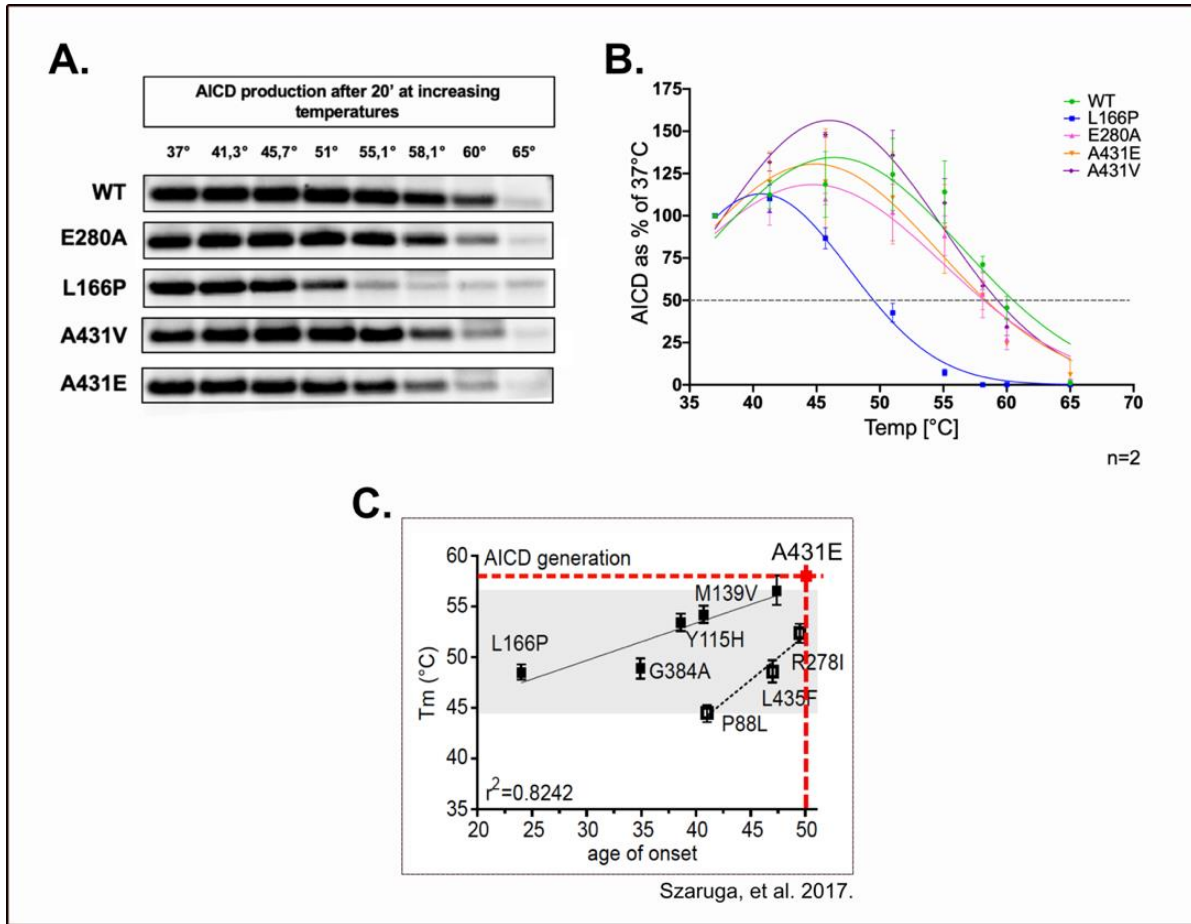 A.
AICD production after 20' at increasing
temperatures
37° 41,3° 45,7° 51° 55,1° 58,1° 60° 65°
WT
E280A
L166P
A431V
A431E
B.
AICD as % of 37°C
175
150
125
100
75
50
25
0
35 40 45 50 55 60 65 70
Temp [°C]
WT
L166P
E280A
A431E
A431V
n=2
C.
AICD generation
A431E
Tm (°C)
60
55
50
45
40
35
M139V
L166P
Y115H
G384A
R278I
L435F
P88L
r2=0.8242
20 25 30 35 40 45 50
age of onset
Szaruga, et al. 2017.